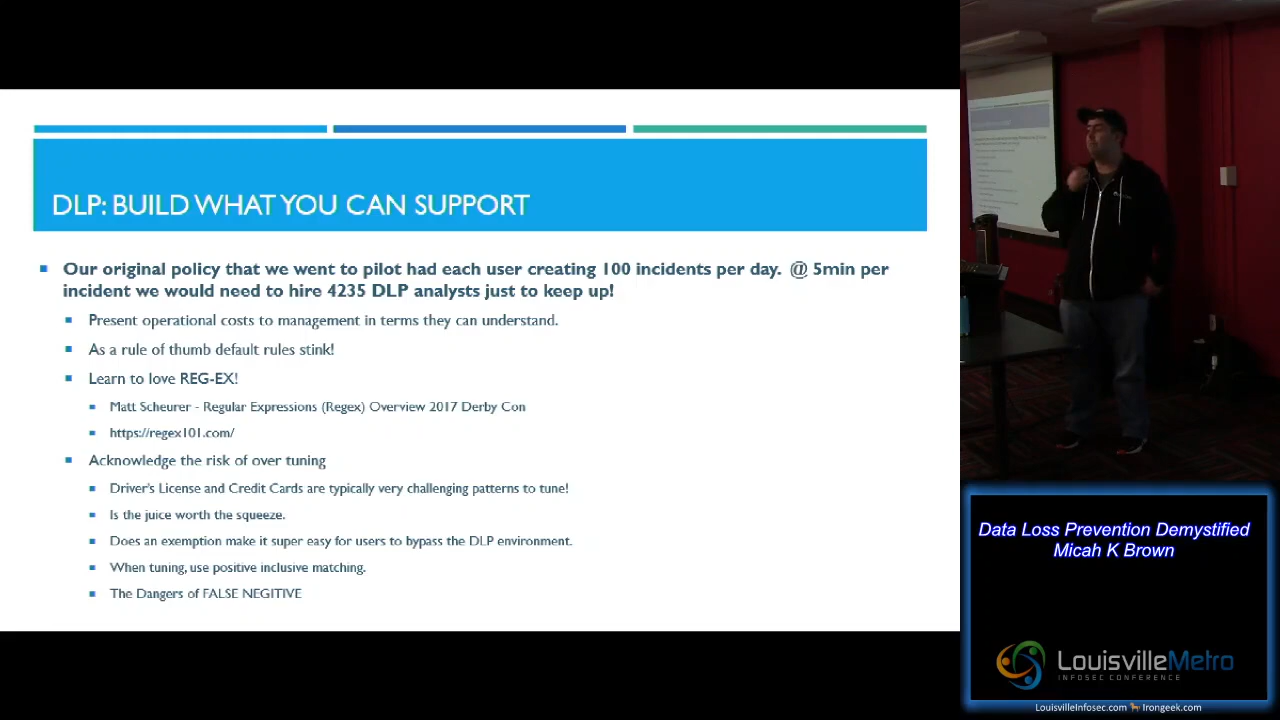 DLP: BUILD WHAT YOU CAN SUPPORT
Our original policy that we went to pilot had each user creating 100 incidents per day. @ 5min per
incident we would need to hire 4235 DLP analysts just to keep up!
Present operational costs to management in terms they can understand.
As a rule of thumb default rules stink!
Learn to love REG-EX!
Matt Scheurer - Regular Expressions (Regex) Overview 2017 Derby Con
https://regex101.com/
Acknowledge the risk of over tuning
Driver's License and Credit Cards are typically very challenging patterns to tune!
Is the juice worth the squeeze.
Does an exemption make it super easy for users to bypass the DLP environment.
When tuning, use positive inclusive matching.
The Dangers of FALSE NEGITIVE
Data Loss Prevention Demystified
Micah K Brown
LouisvilleMetro
INFOSEC CONFERENCE
LouisvilleInfosec.com Irongeek.com